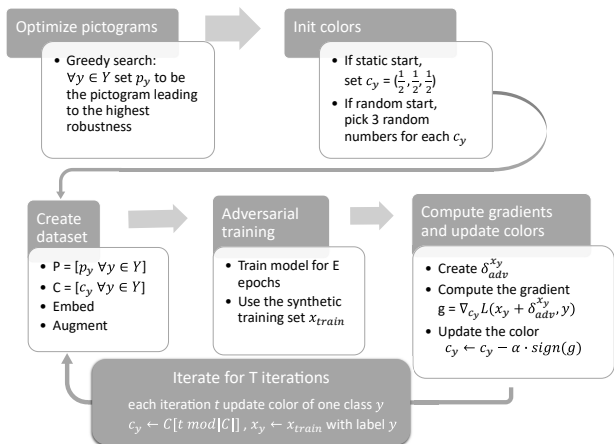 Optimize pictograms
• Greedy search:
∀y ∈ Y set p_y to be
the pictogram leading
to the highest
robustness
Init colors
• If static start,
set c_y = (1/2, 1/2, 1/2)
• If random start,
pick 3 random
numbers for each c_y
Create
dataset
• P = [p_y ∀y ∈ Y]
• C = [c_y ∀y ∈ Y]
• Embed
• Augment
Adversarial
training
• Train model for E
epochs
• Use the synthetic
training set x_train
Compute gradients
and update colors
• Create δ_adv^{x_y}
• Compute the gradient
g = ∇_{c_y} L(x_y + δ_adv^{x_y}, y)
• Update the color
c_y ← c_y − α · sign(g)
Iterate for T iterations
each iteration t update color of one class y
c_y ← C[t mod|C|] , x_y ← x_train with label y